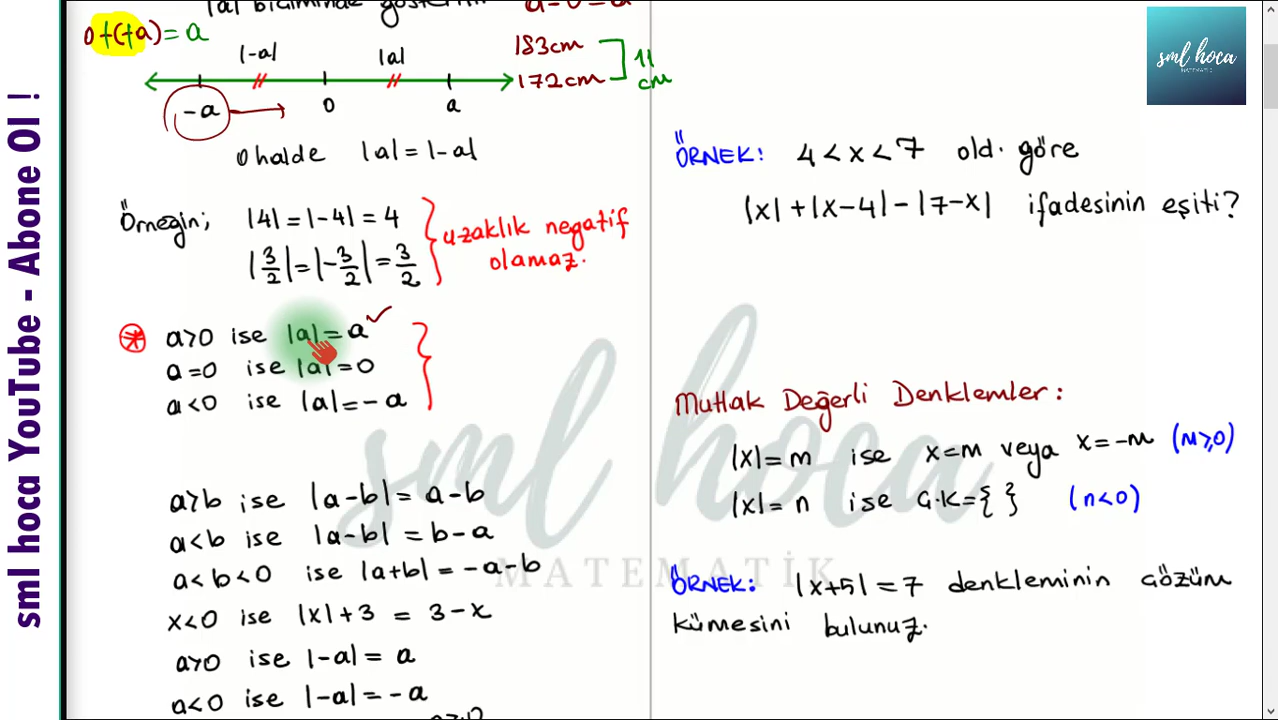 sml hoca YouTube - Abone Ol !
|a| biçiminde
0+(+a)=a
183cm
172cm
11 cm
|-a| |a|
-a 0 a
0 halde |a|=|-a|
Örneğin; |4|=|-4|=4
|3/2|=|-3/2|=3/2
uzaklık negatif
olamaz.
* a>0 ise |a|=a ✓
a=0 ise |a|=0
a<0 ise |a|=-a
a>b ise |a-b|=a-b
a<b ise |a-b|=b-a
a<b<0 ise |a+b|=-a-b
x<0 ise |x|+3=3-x
a>0 ise |-a|=a
a<0 ise |-a|=-a
sml hoca
MATEMATİK
ÖRNEK: 4<x<7 old. göre
|x|+|x-4|-|7-x| ifadesinin eşiti?
Mutlak Değerli Denklemler:
|x|=m ise x=m veya x=-m (m≥0)
|x|=n ise Ç.K={ } (n<0)
ÖRNEK: |x+5|=7 denkleminin çözüm
kümesini bulunuz.
sml hoca
MATEMATİK